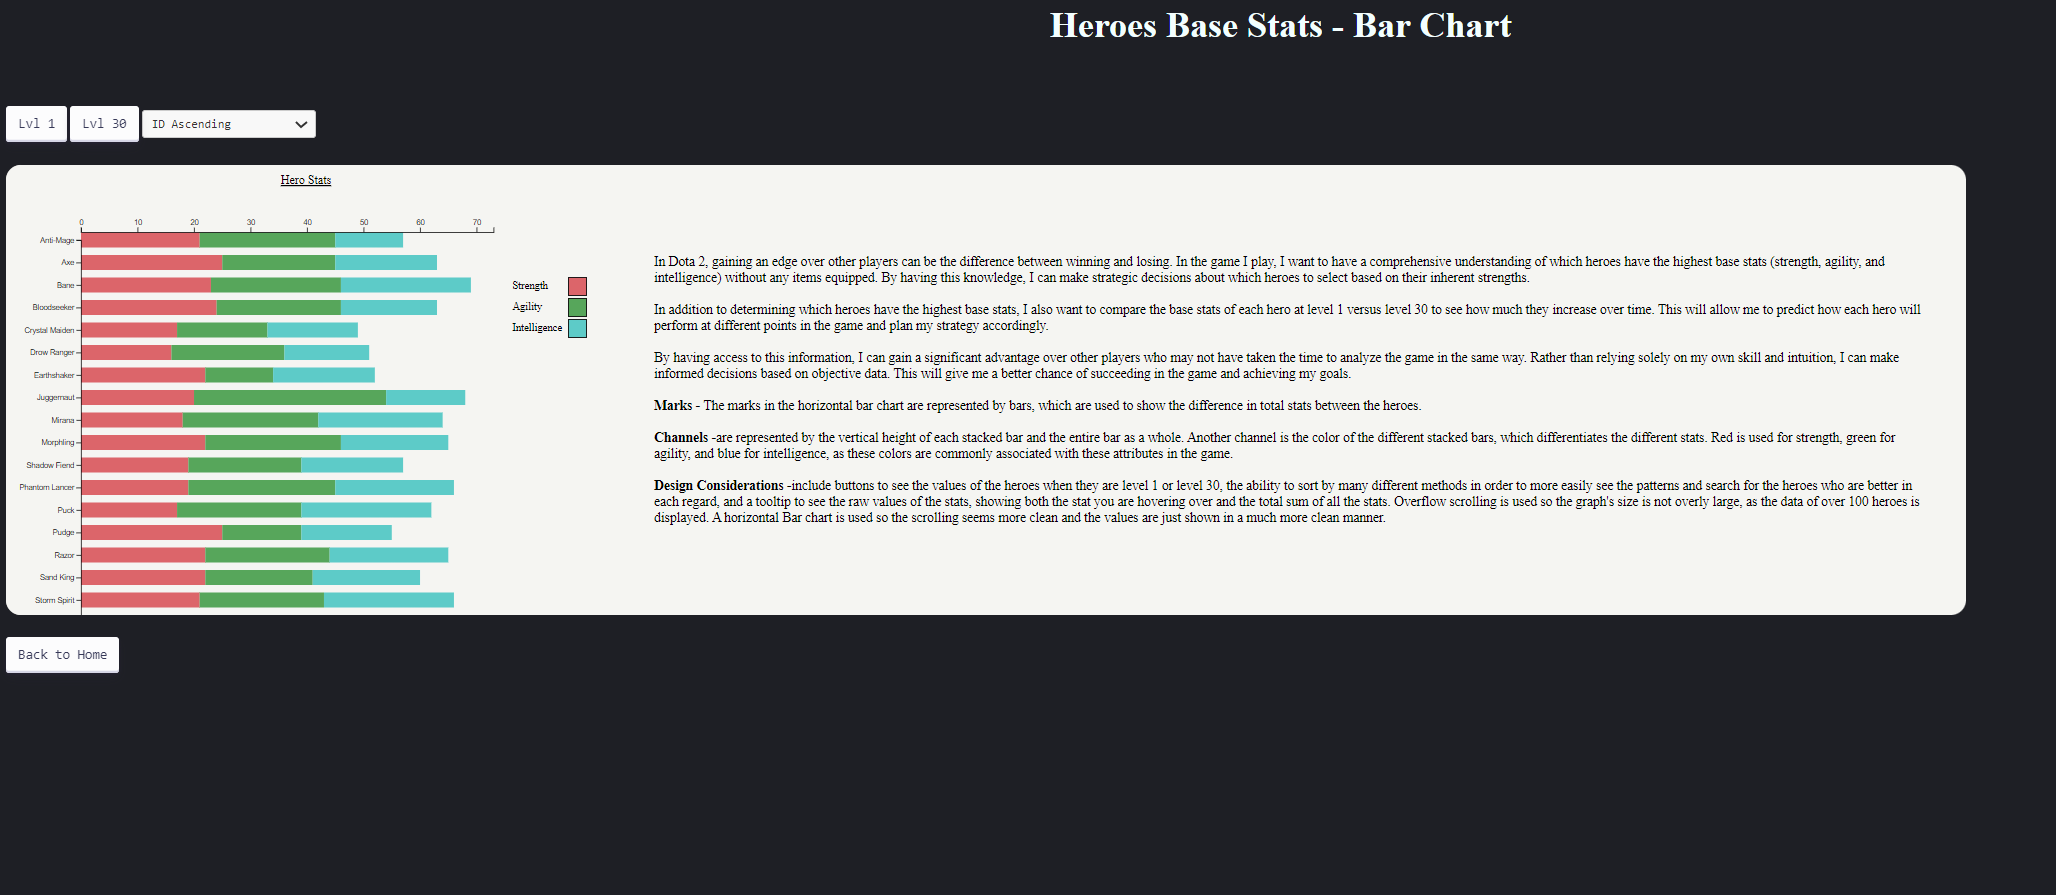 Heroes Base Stats - Bar Chart
Lvl 1 Lvl 30 ID Ascending
Hero Stats
0 10 20 30 40 50 60 70
Anti-Mage
Axe
Bane
Bloodseeker
Crystal Maiden
Drow Ranger
Earthshaker
Juggernaut
Mirana
Morphling
Shadow Fiend
Phantom Lancer
Puck
Pudge
Razor
Sand King
Storm Spirit
Strength
Agility
Intelligence
In Dota 2, gaining an edge over other players can be the difference between winning and losing. In the game I play, I want to have a comprehensive understanding of which heroes have the highest base stats (strength, agility, and
intelligence) without any items equipped. By having this knowledge, I can make strategic decisions about which heroes to select based on their inherent strengths.
In addition to determining which heroes have the highest base stats, I also want to compare the base stats of each hero at level 1 versus level 30 to see how much they increase over time. This will allow me to predict how each hero will
perform at different points in the game and plan my strategy accordingly.
By having access to this information, I can gain a significant advantage over other players who may not have taken the time to analyze the game in the same way. Rather than relying solely on my own skill and intuition, I can make
informed decisions based on objective data. This will give me a better chance of succeeding in the game and achieving my goals.
Marks - The marks in the horizontal bar chart are represented by bars, which are used to show the difference in total stats between the heroes.
Channels -are represented by the vertical height of each stacked bar and the entire bar as a whole. Another channel is the color of the different stacked bars, which differentiates the different stats. Red is used for strength, green for
agility, and blue for intelligence, as these colors are commonly associated with these attributes in the game.
Design Considerations -include buttons to see the values of the heroes when they are level 1 or level 30, the ability to sort by many different methods in order to more easily see the patterns and search for the heroes who are better in
each regard, and a tooltip to see the raw values of the stats, showing both the stat you are hovering over and the total sum of all the stats. Overflow scrolling is used so the graph's size is not overly large, as the data of over 100 heroes is
displayed. A horizontal Bar chart is used so the scrolling seems more clean and the values are just shown in a much more clean manner.
Back to Home